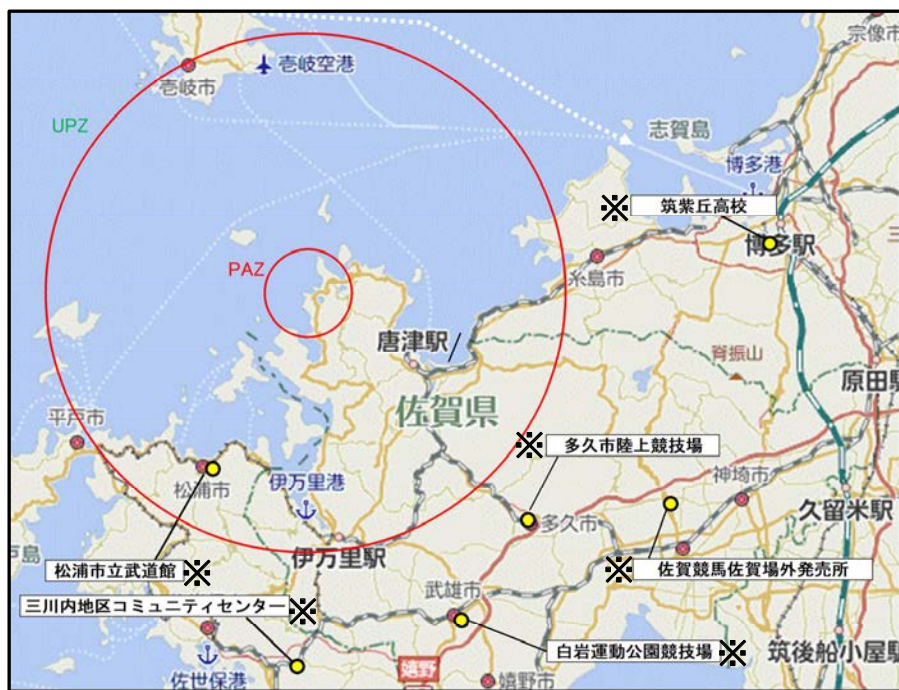 宗像市
壱岐空港
壱岐市
UPZ
志賀島
博多港
※ 筑紫丘高校
博多駅
PAZ
糸島市
唐津駅
脊振山
原田駅
佐賀県
平戸市
※ 多久市陸上競技場
松浦市
伊万里港
神埼市
多久市
久留米駅
伊万里駅
松浦市立武道館 ※
※ 佐賀競馬佐賀場外発売所
武雄市
三川内地区コミュニティセンター ※
白岩運動公園競技場 ※
筑後船小屋駅
佐世保港
嬉野
嬉野市